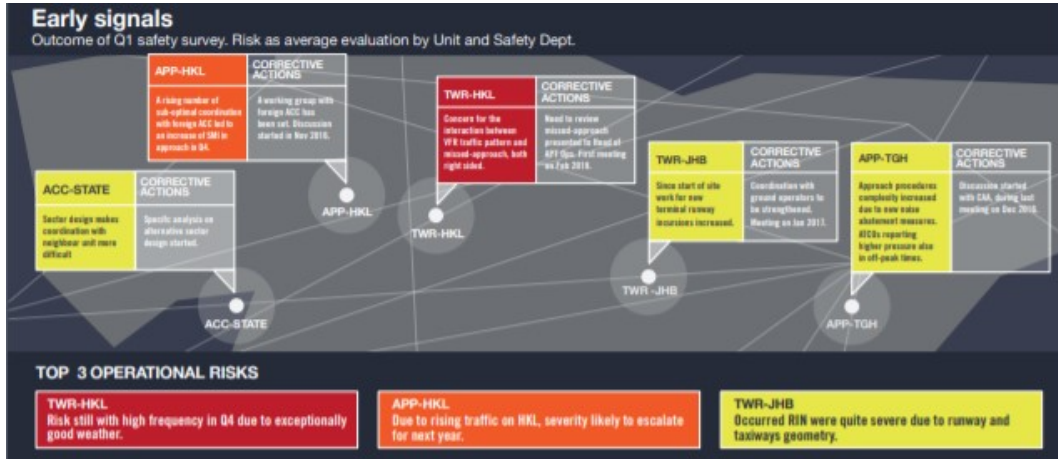 Early signals
Outcome of Q1 safety survey. Risk as average evaluation by Unit and Safety Dept.
APP-HKL
A rising number of
sub-optimal coordination
with foreign ACC led to
an increase of SMI in
approach in Q4.
CORRECTIVE
ACTIONS
A working group with
foreign ACC has
been set. Discussion
started in Nov 2016.
TWR-HKL
Concern for the
interaction between
VFR traffic pattern and
missed-approach, both
right sided.
CORRECTIVE
ACTIONS
Need to review
missed-approach
presented to Head of
APT Ops. First meeting
on Feb
TWR-JHB
Since start of site
work for new
terminal runway
incursions increased.
CORRECTIVE
ACTIONS
Coordination with
ground operators to
be strengthened.
Meeting on Jan 2017.
APP-TGH
Approach procedures
complexity increased
due to new noise
abatement measures.
ATCOs reporting
higher pressure also
in off-peak times.
CORRECTIVE
ACTIONS
Discussion started
with CAA, during last
meeting on Dec
ACC-STATE
Sector design makes
coordination with
neighbour unit more
difficult
CORRECTIVE
ACTIONS
Specific analysis on
alternative sector
design started.
APP-HKL
TWR-HKL
TWR -JHB
ACC-STATE
APP-TGH
TOP 3 OPERATIONAL RISKS
TWR-HKL
Risk still with high frequency in Q4 due to exceptionally
good weather.
APP-HKL
Due to rising traffic on HKL, severity likely to escalate
for next year.
TWR-JHB
Occurred RIN were quite severe due to runway and
taxiways geometry.